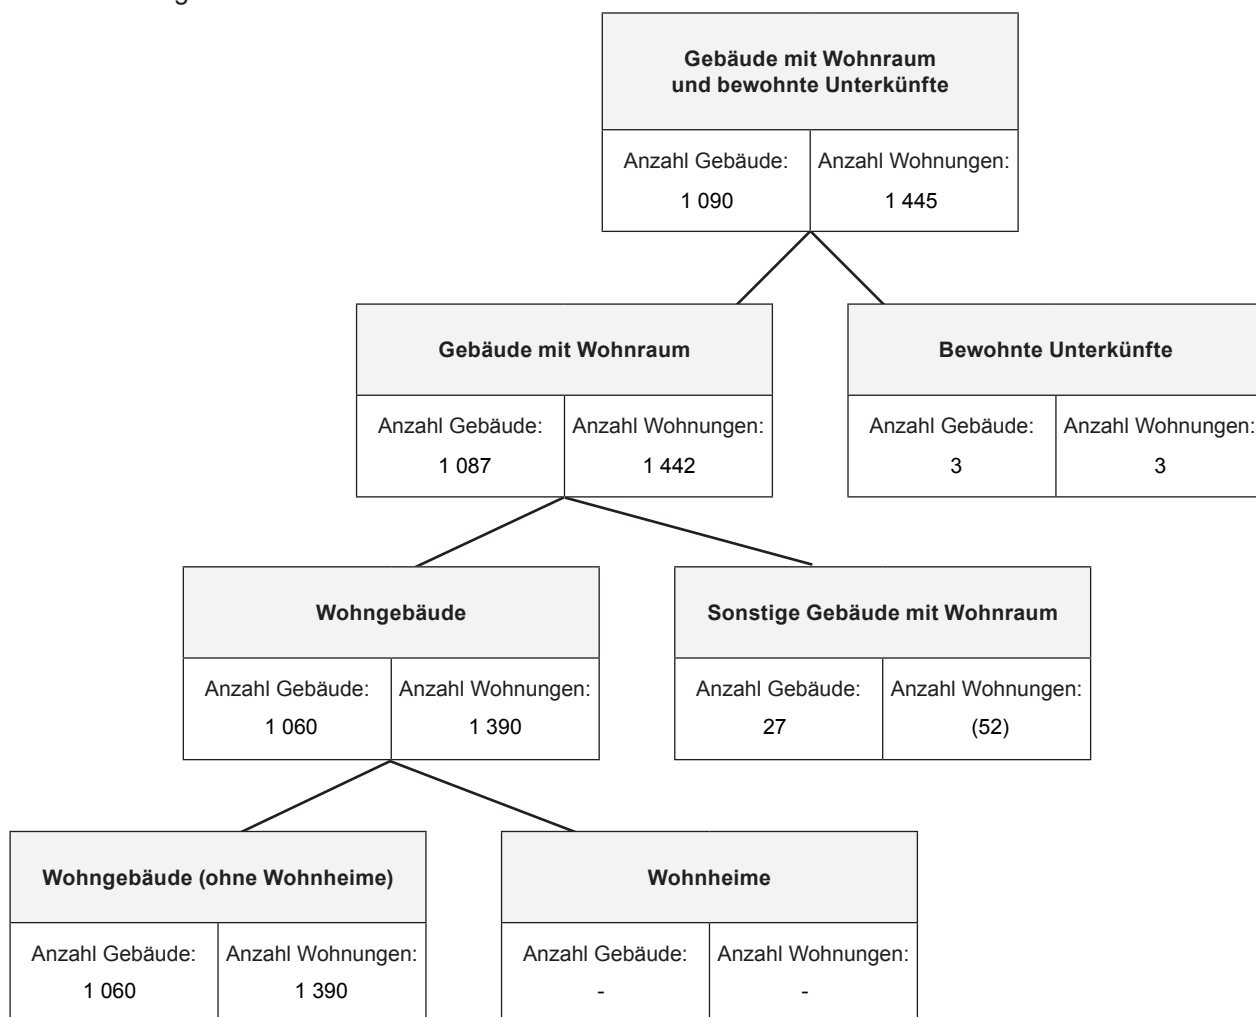 Gebäude mit Wohnraum
und bewohnte Unterkünfte
Anzahl Gebäude: Anzahl Wohnungen:
1 090 1 445
Gebäude mit Wohnraum Bewohnte Unterkünfte
Anzahl Gebäude: Anzahl Wohnungen: Anzahl Gebäude: Anzahl Wohnungen:
1 087 1 442 3 3
Wohngebäude Sonstige Gebäude mit Wohnraum
Anzahl Gebäude: Anzahl Wohnungen: Anzahl Gebäude: Anzahl Wohnungen:
1 060 1 390 27 (52)
Wohngebäude (ohne Wohnheime) Wohnheime
Anzahl Gebäude: Anzahl Wohnungen: Anzahl Gebäude: Anzahl Wohnungen:
1 060 1 390 - -